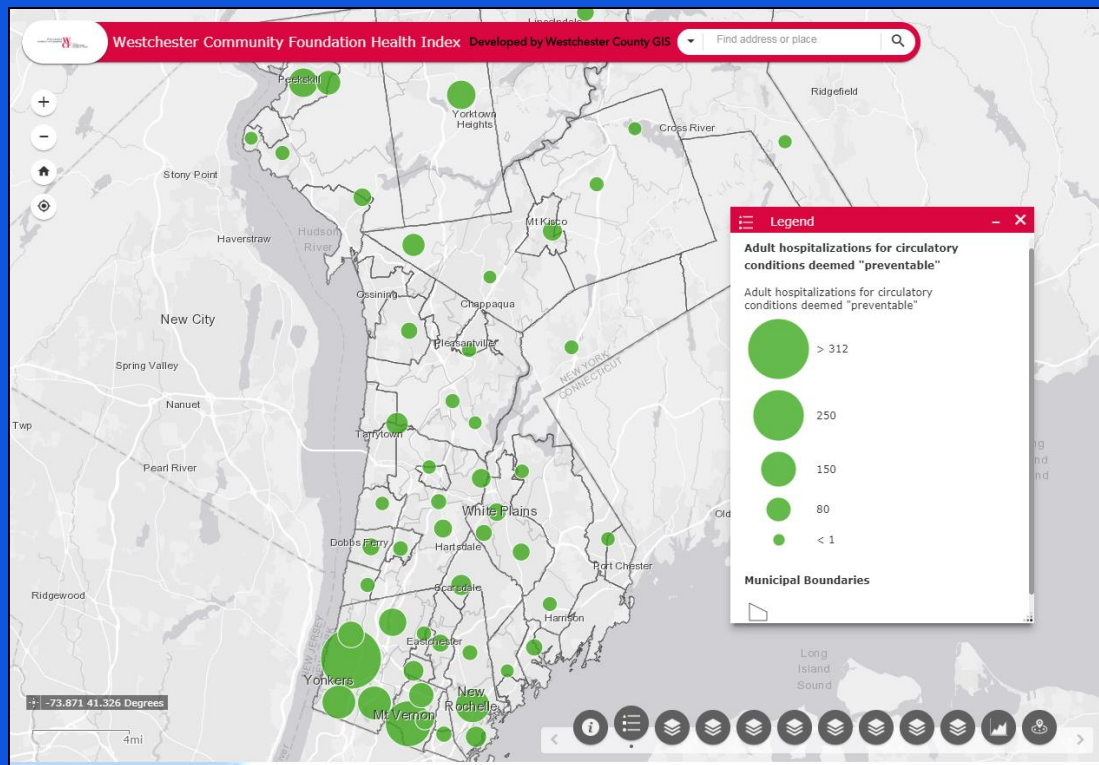 Lincolndale
Westchester Community Foundation Health Index Developed by Westchester County GIS
Find address or place
Peekskill
Ridgefield
Yorktown
Heights
Cross River
Stony Point
Mt Kisco
Haverstraw
Hudson
River
Ossining
Chappaqua
New City
Pleasantville
Spring Valley
NEW YORK
CONNECTICUT
Nanuet
Twp
Tarrytown
Pearl River
White Plains
Old
Dobbs Ferry
Hartsdale
Port Chester
Scarsdale
Ridgewood
Harrison
NEW JERSEY
Eastchester
Long
Island
Sound
Yonkers
New
Rochelle
Mt Vernon
-73.871 41.326 Degrees
4mi
Legend
Adult hospitalizations for circulatory
conditions deemed "preventable"
Adult hospitalizations for circulatory
conditions deemed "preventable"
> 312
250
150
80
< 1
Municipal Boundaries